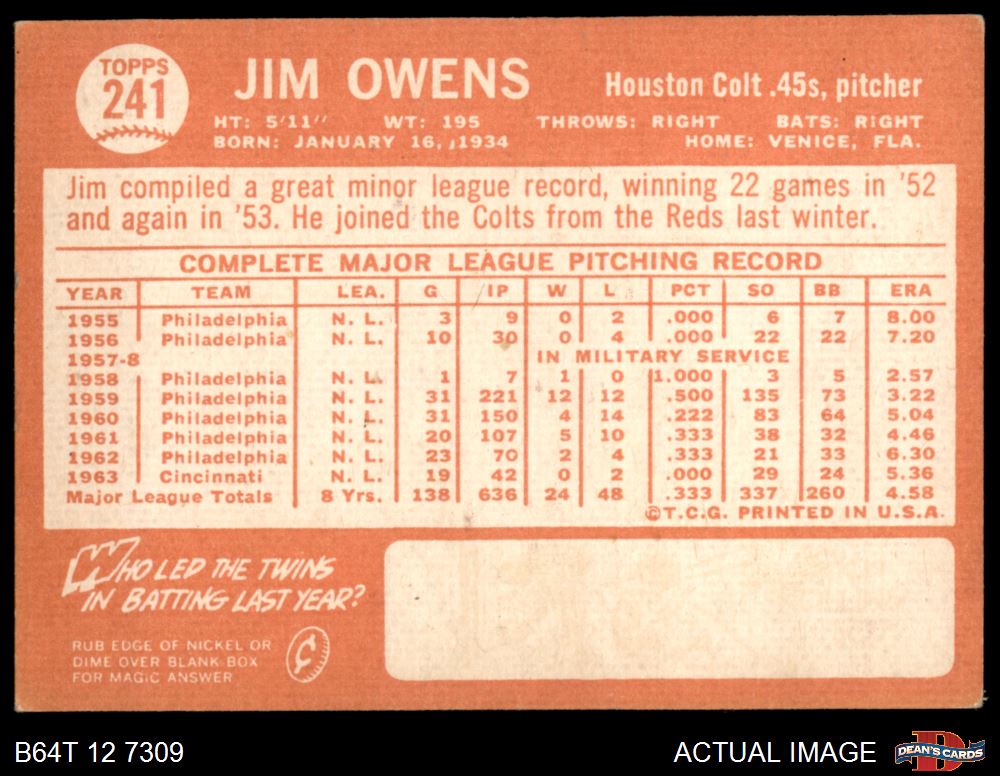 TOPPS
241
JIM OWENS
Houston Colt .45s, pitcher
HT: 5'11" WT: 195 THROWS: RIGHT BATS: RIGHT
BORN: JANUARY 16, 1934 HOME: VENICE, FLA.
Jim compiled a great minor league record, winning 22 games in '52
and again in '53. He joined the Colts from the Reds last winter.
COMPLETE MAJOR LEAGUE PITCHING RECORD
YEAR TEAM LEA. G IP W L PCT SO BB ERA
1955 Philadelphia N. L. 3 9 0 2 .000 6 7 8.00
1956 Philadelphia N. L. 10 30 0 4 .000 22 22 7.20
1957-8 IN MILITARY SERVICE
1958 Philadelphia N. L. 1 7 1 0 1.000 3 5 2.57
1959 Philadelphia N. L. 31 221 12 12 .500 135 73 3.22
1960 Philadelphia N. L. 31 150 4 14 .222 83 64 5.04
1961 Philadelphia N. L. 20 107 5 10 .333 38 32 4.46
1962 Philadelphia N. L. 23 70 2 4 .333 21 33 6.30
1963 Cincinnati N. L. 19 42 0 2 .000 29 24 5.36
Major League Totals 8 Yrs. 138 636 24 48 .333 337 260 4.58
©T.C.G. PRINTED IN U.S.A.
WHO LED THE TWINS
IN BATTING LAST YEAR?
RUB EDGE OF NICKEL OR
DIME OVER BLANK BOX
FOR MAGIC ANSWER
¢
B64T 12 7309
ACTUAL IMAGE
D
DEAN'S CARDS